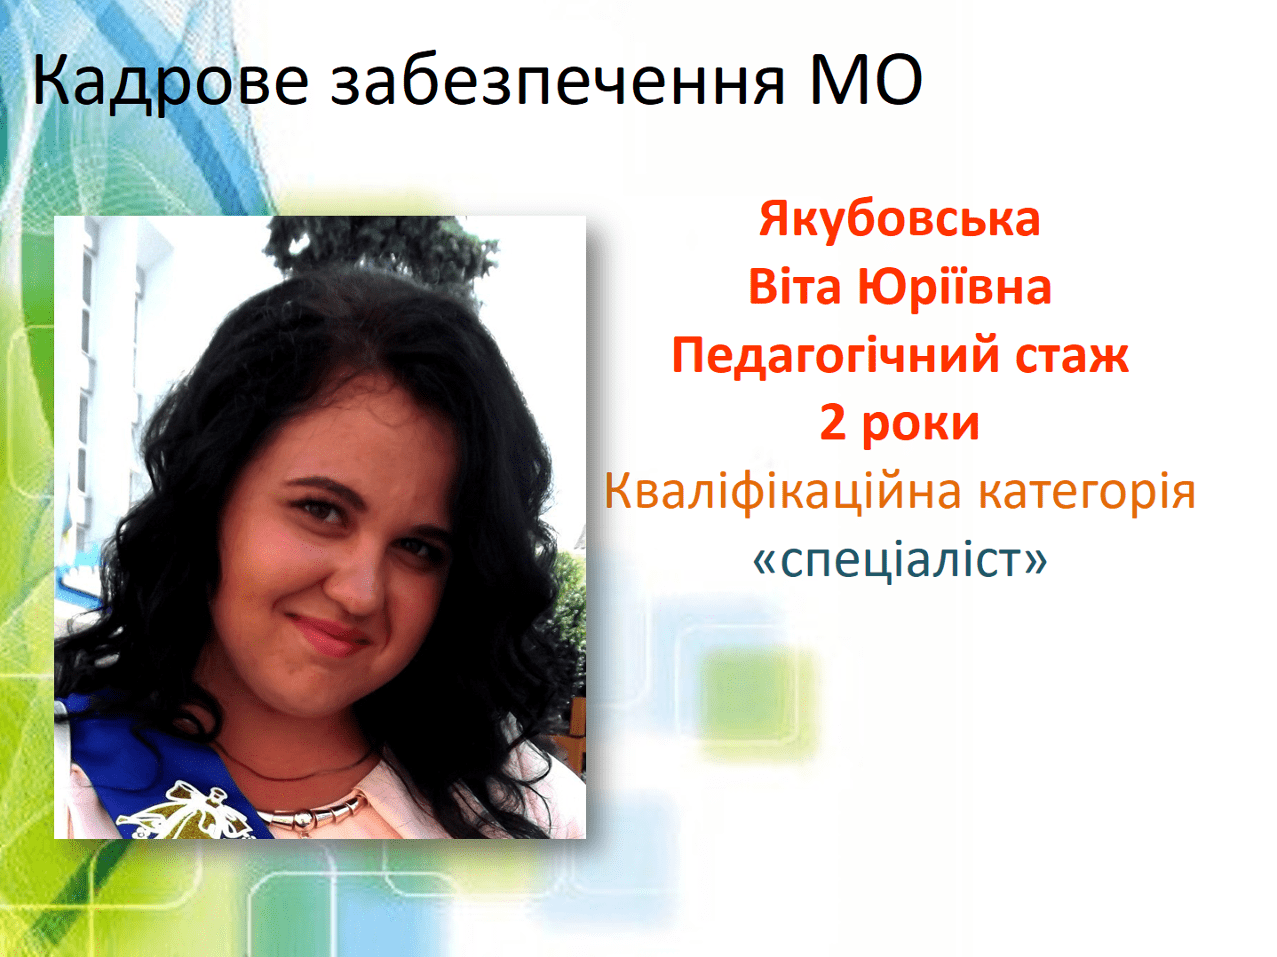 Кадрове забезпечення МО
Якубовська
Віта Юріївна
Педагогічний стаж
2 роки
Кваліфікаційна категорія
«спеціаліст»